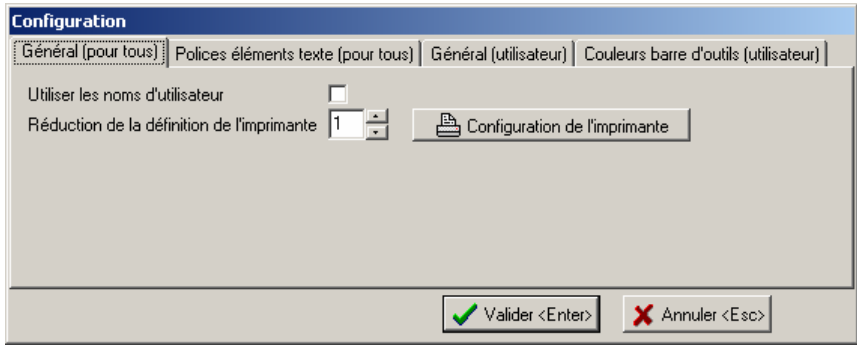 Configuration
Général (pour tous) Polices éléments texte (pour tous) Général (utilisateur) Couleurs barre d'outils (utilisateur)
Utiliser les noms d'utilisateur
Réduction de la définition de l'imprimante 1 Configuration de l'imprimante
Valider <Enter> Annuler <Esc>